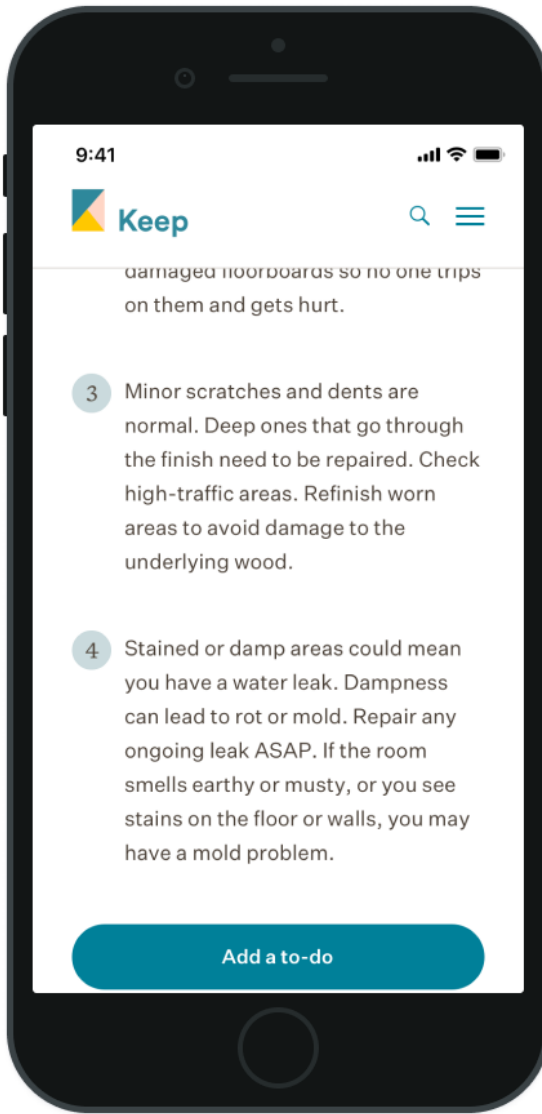 9:41
Keep
damaged floorboards so no one trips
on them and gets hurt.
3
Minor scratches and dents are
normal. Deep ones that go through
the finish need to be repaired. Check
high-traffic areas. Refinish worn
areas to avoid damage to the
underlying wood.
4
Stained or damp areas could mean
you have a water leak. Dampness
can lead to rot or mold. Repair any
ongoing leak ASAP. If the room
smells earthy or musty, or you see
stains on the floor or walls, you may
have a mold problem.
Add a to-do